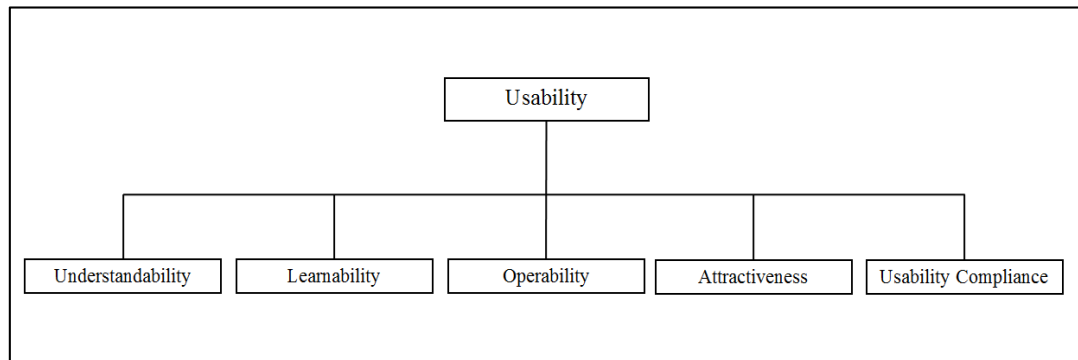 Usability
Understandability
Learnability
Operability
Attractiveness
Usability Compliance